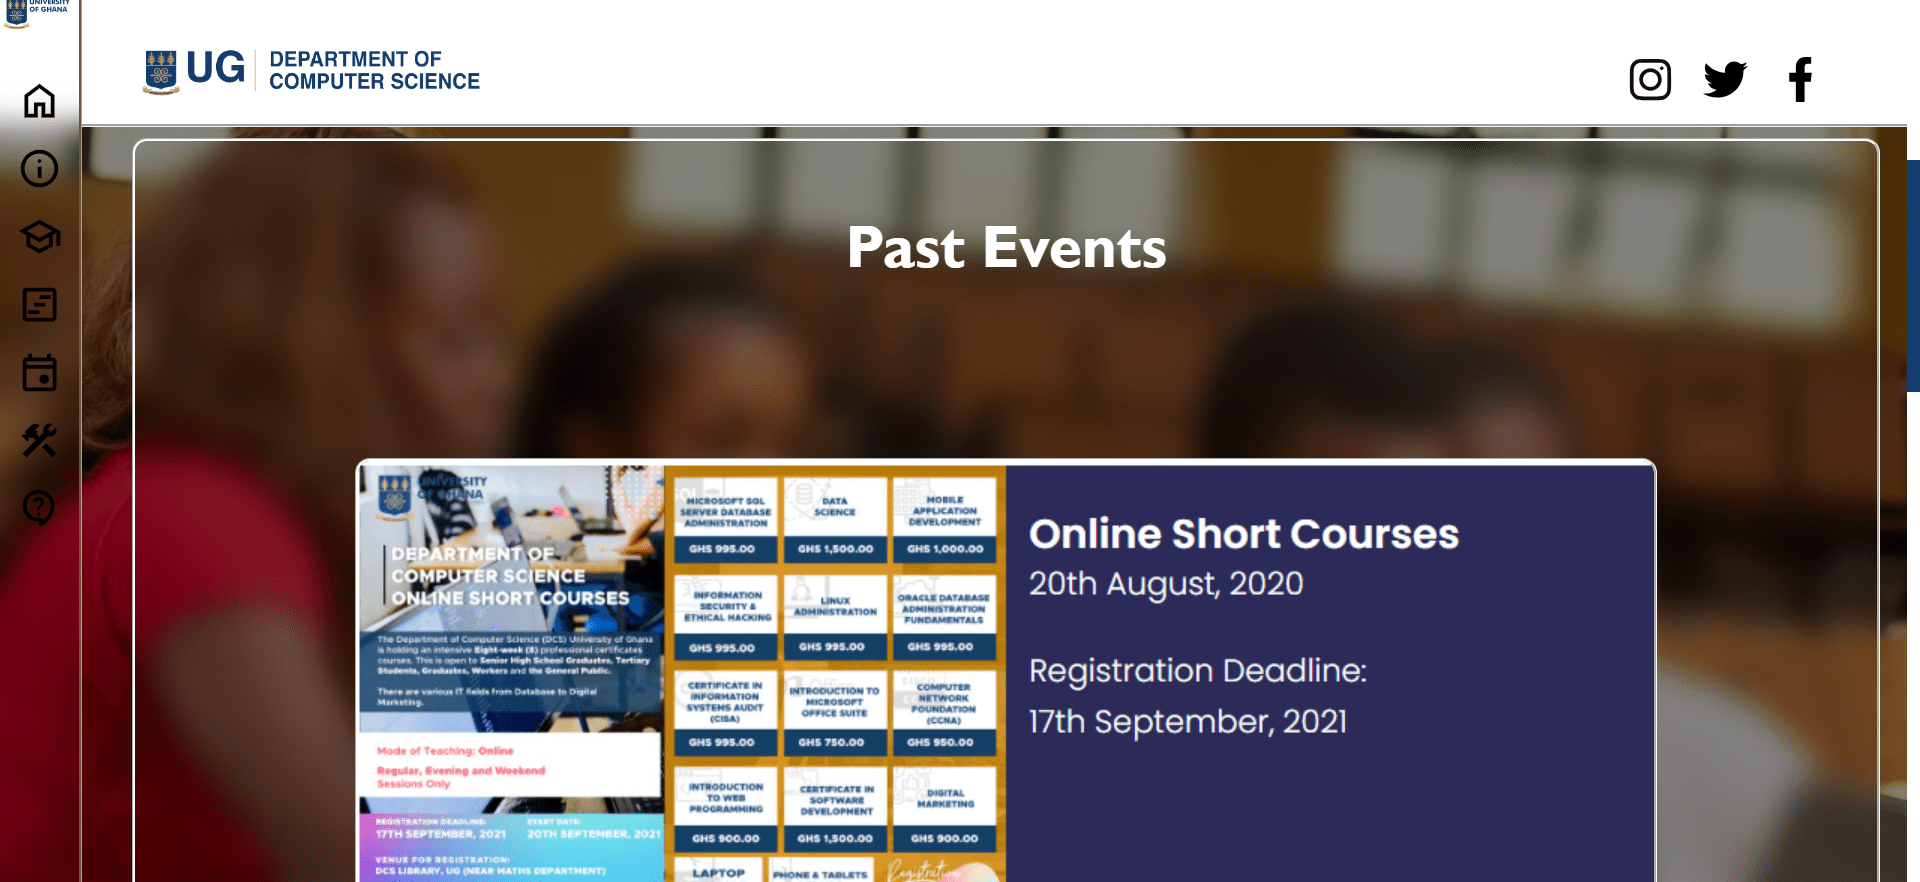 UNIVERSITY
OF GHANA
UG
DEPARTMENT OF
COMPUTER SCIENCE
Past Events
UNIVERSITY
OF GHANA
DEPARTMENT OF
COMPUTER SCIENCE
ONLINE SHORT COURSES
The Department of Computer Science (DCS) University of Ghana
is holding an intensive Eight-week (8) professional certificates
courses. This is open to Senior High School Graduates, Tertiary
Students, Graduates, Workers and the General Public.
There are various IT fields from Database to Digital
Marketing.
Mode of Teaching: Online
Regular, Evening and Weekend
Sessions Only
REGISTRATION DEADLINE:
17TH SEPTEMBER, 2021
START DATE:
20TH SEPTEMBER, 2021
VENUE FOR REGISTRATION:
DCS LIBRARY, UG (NEAR MATHS DEPARTMENT)
MICROSOFT SQL
SERVER DATABASE
ADMINISTRATION
GHS 995.00
DATA
SCIENCE
GHS 1,500.00
MOBILE
APPLICATION
DEVELOPMENT
GHS 1,000.00
INFORMATION
SECURITY &
ETHICAL HACKING
GHS 995.00
LINUX
ADMINISTRATION
GHS 995.00
ORACLE DATABASE
ADMINISTRATION
FUNDAMENTALS
GHS 995.00
CERTIFICATE IN
INFORMATION
SYSTEMS AUDIT
(CISA)
GHS 995.00
INTRODUCTION TO
MICROSOFT
OFFICE SUITE
GHS 750.00
COMPUTER
NETWORK
FOUNDATION
(CCNA)
GHS 950.00
INTRODUCTION
TO WEB
PROGRAMMING
GHS 900.00
CERTIFICATE IN
SOFTWARE
DEVELOPMENT
GHS 1,500.00
DIGITAL
MARKETING
GHS 900.00
LAPTOP
PHONE & TABLETS
Registration
Online Short Courses
20th August, 2020
Registration Deadline:
17th September, 2021